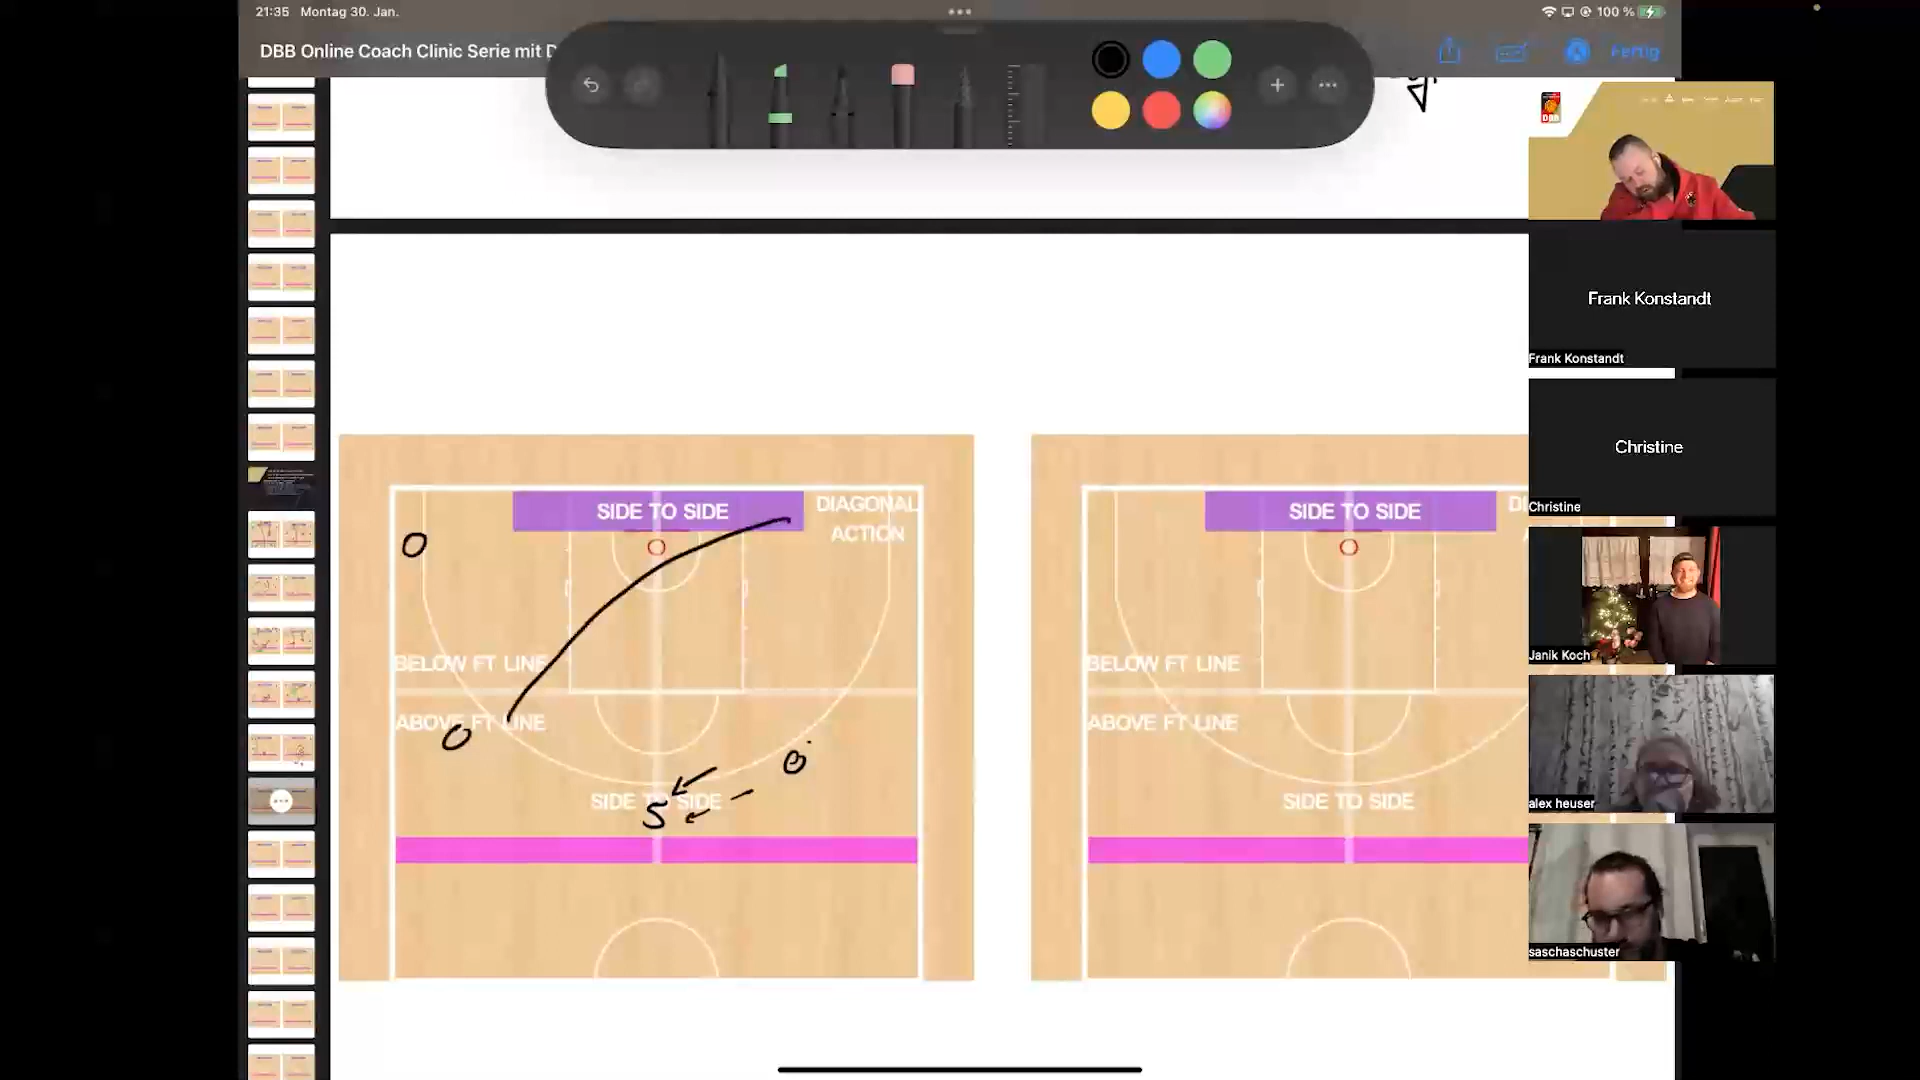 21:35 Montag 30. Jan.
100 %
DBB Online Coach Clinic Serie mit D
Fertig
DBB
Frank Konstandt
Frank Konstandt
Christine
Christine
Janik Koch
alex heuser
saschaschuster
SIDE TO SIDE
DIAGONAL
ACTION
O
BELOW FT LINE
ABOVE FT LINE
O
SIDE TO SIDE
5
SIDE TO SIDE
BELOW FT LINE
ABOVE FT LINE
SIDE TO SIDE